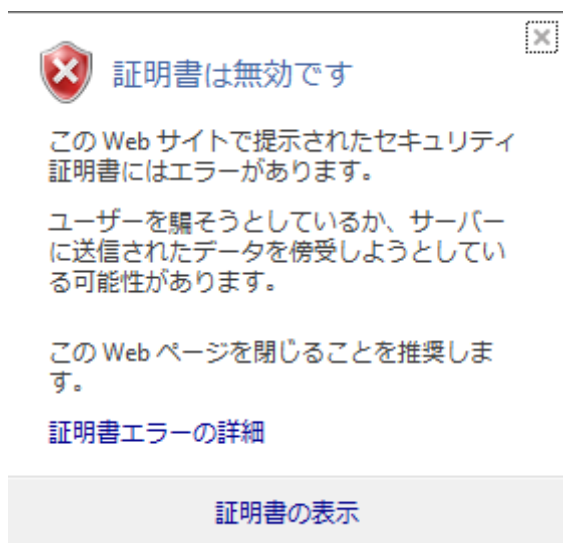 証明書は無効です
この Web サイトで提示されたセキュリティ
証明書にはエラーがあります。
ユーザーを騙そうとしているか、サーバー
に送信されたデータを傍受しようとしてい
る可能性があります。
この Web ページを閉じることを推奨しま
す。
証明書エラーの詳細
証明書の表示